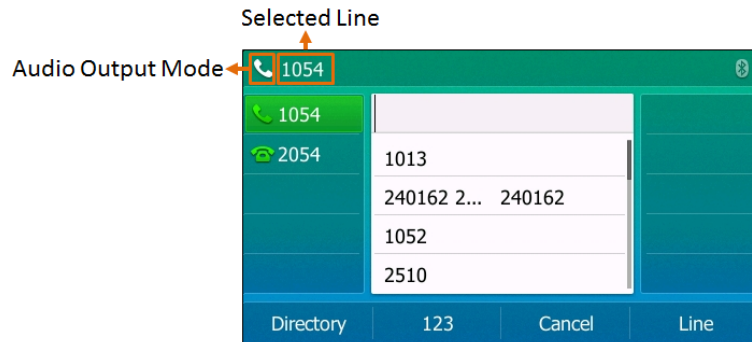 Selected Line
Audio Output Mode
1054
1054
2054
1013
240162 2... 240162
1052
2510
Directory 123 Cancel Line